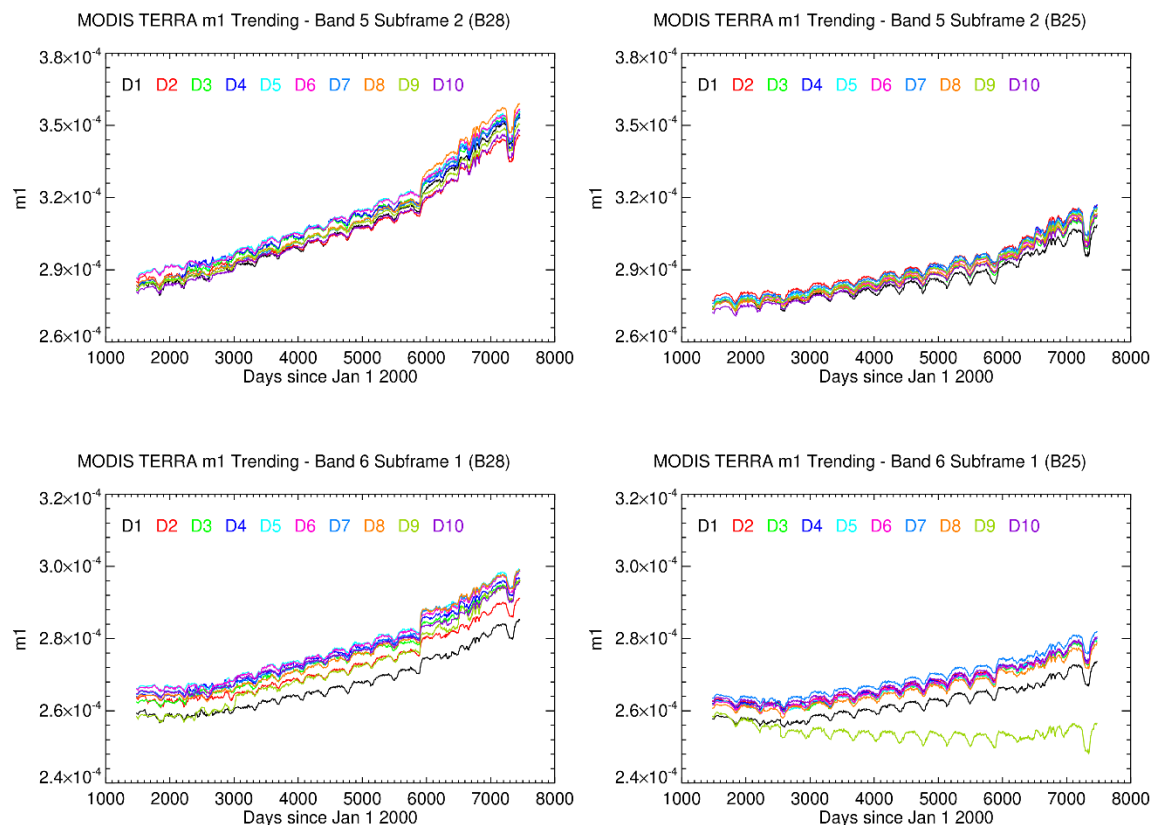 MODIS TERRA m1 Trending - Band 5 Subframe 2 (B28)
3.8×10⁻⁴
D1 D2 D3 D4 D5 D6 D7 D8 D9 D10
3.5×10⁻⁴
m1
3.2×10⁻⁴
2.9×10⁻⁴
2.6×10⁻⁴
1000 2000 3000 4000 5000 6000 7000 8000
Days since Jan 1 2000
MODIS TERRA m1 Trending - Band 5 Subframe 2 (B25)
3.8×10⁻⁴
D1 D2 D3 D4 D5 D6 D7 D8 D9 D10
3.5×10⁻⁴
m1
3.2×10⁻⁴
2.9×10⁻⁴
2.6×10⁻⁴
1000 2000 3000 4000 5000 6000 7000 8000
Days since Jan 1 2000
MODIS TERRA m1 Trending - Band 6 Subframe 1 (B28)
3.2×10⁻⁴
D1 D2 D3 D4 D5 D6 D7 D8 D9 D10
3.0×10⁻⁴
m1
2.8×10⁻⁴
2.6×10⁻⁴
2.4×10⁻⁴
1000 2000 3000 4000 5000 6000 7000 8000
Days since Jan 1 2000
MODIS TERRA m1 Trending - Band 6 Subframe 1 (B25)
3.2×10⁻⁴
D1 D2 D3 D4 D5 D6 D7 D8 D9 D10
3.0×10⁻⁴
m1
2.8×10⁻⁴
2.6×10⁻⁴
2.4×10⁻⁴
1000 2000 3000 4000 5000 6000 7000 8000
Days since Jan 1 2000